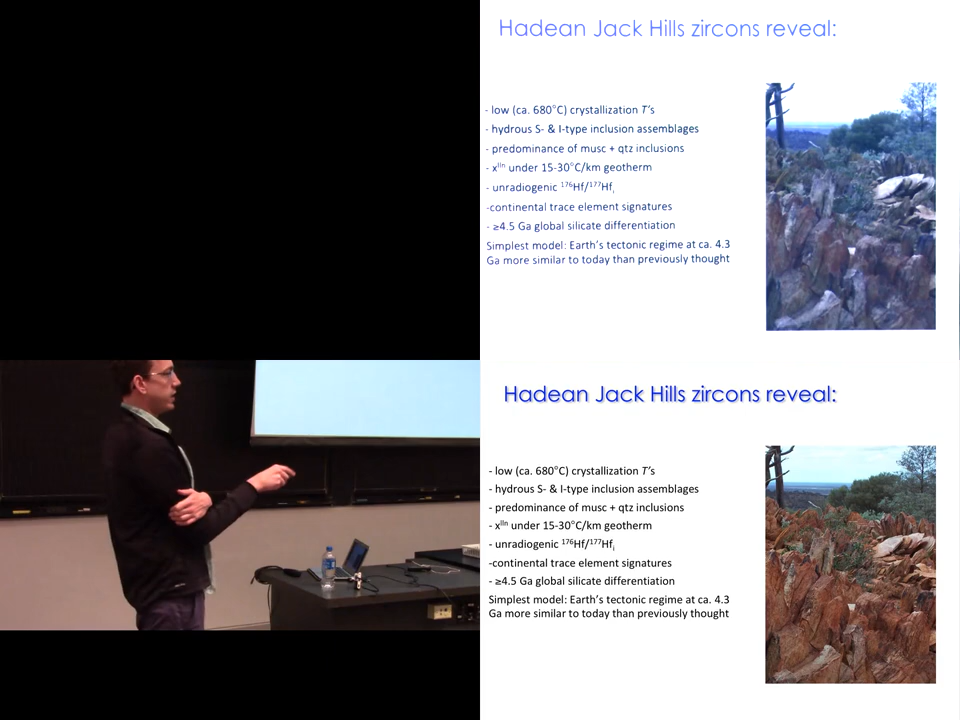 Hadean Jack Hills zircons reveal:
- low (ca. 680°C) crystallization T's
- hydrous S- & I-type inclusion assemblages
- predominance of musc + qtz inclusions
- xˡˡⁿ under 15-30°C/km geotherm
- unradiogenic ¹⁷⁶Hf/¹⁷⁷Hfᵢ
-continental trace element signatures
- ≥4.5 Ga global silicate differentiation
Simplest model: Earth's tectonic regime at ca. 4.3
Ga more similar to today than previously thought
Hadean Jack Hills zircons reveal:
- low (ca. 680°C) crystallization T's
- hydrous S- & I-type inclusion assemblages
- predominance of musc + qtz inclusions
- xˡˡⁿ under 15-30°C/km geotherm
- unradiogenic ¹⁷⁶Hf/¹⁷⁷Hfᵢ
-continental trace element signatures
- ≥4.5 Ga global silicate differentiation
Simplest model: Earth's tectonic regime at ca. 4.3
Ga more similar to today than previously thought